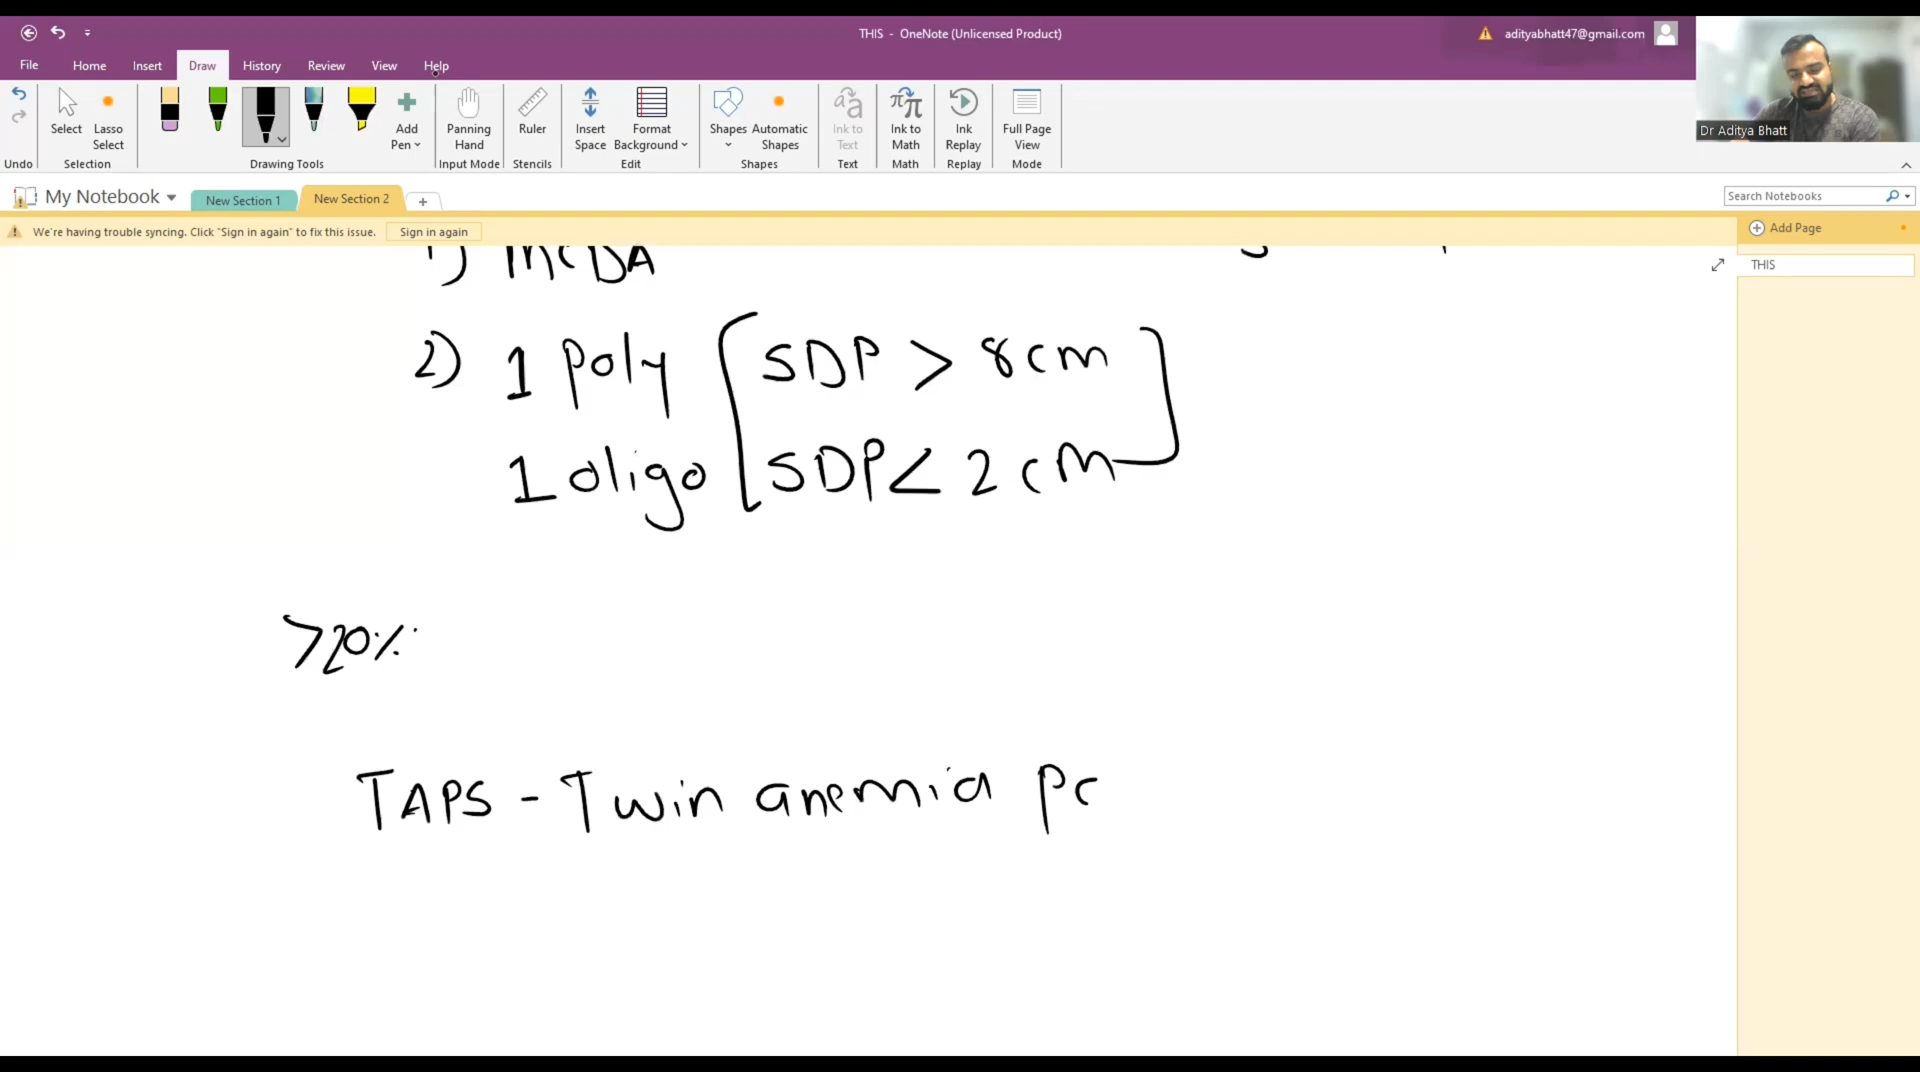 THIS - OneNote (Unlicensed Product)
adityabhatt47@gmail.com
File Home Insert Draw History Review View Help
Select
Lasso Select
Add Pen
Panning Hand
Ruler
Insert Space
Format Background
Shapes
Automatic Shapes
Ink to Text
Ink to Math
Ink Replay
Full Page View
Undo Selection Drawing Tools Input Mode Stencils Edit Shapes Text Math Replay Mode
Dr Aditya Bhatt
My Notebook New Section 1 New Section 2
Search Notebooks
We're having trouble syncing. Click "Sign in again" to fix this issue. Sign in again
Add Page
THIS
1) MCDA
2) 1 poly [SDP > 8 cm
1 oligo [SDP < 2 cm]
>20%
TAPS - Twin anemia pc